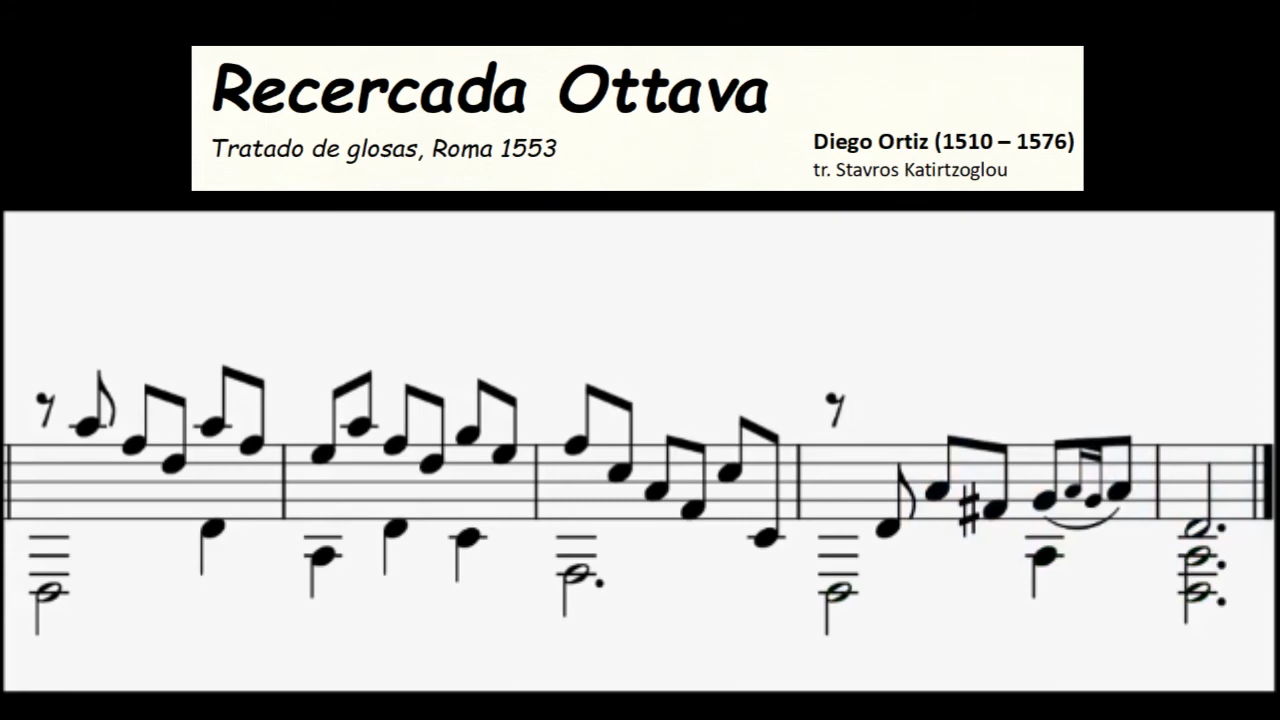 Recercada Ottava
Tratado de glosas, Roma 1553
Diego Ortiz (1510 – 1576)
tr. Stavros Katirtzoglou